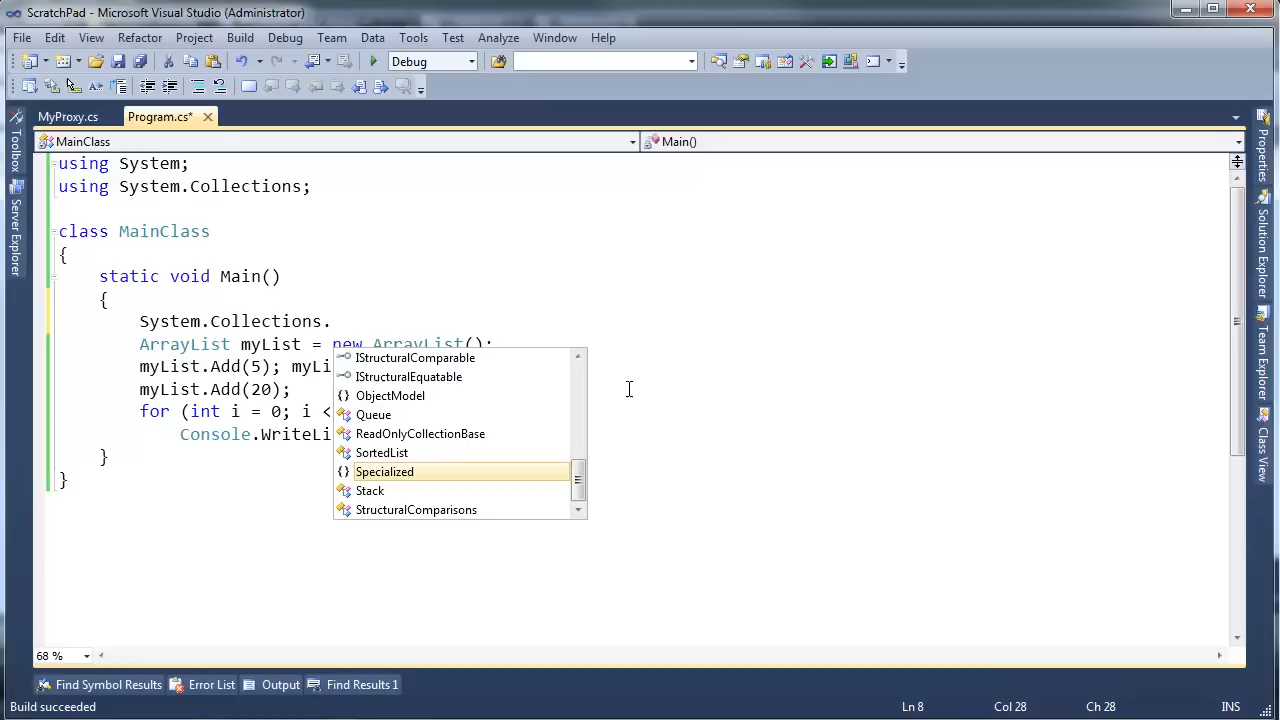 ScratchPad - Microsoft Visual Studio (Administrator)
File Edit View Refactor Project Build Debug Team Data Tools Test Analyze Window Help
Debug
MyProxy.cs Program.cs*
MainClass Main()
Toolbox
Server Explorer
Properties
Solution Explorer
Team Explorer
Class View
using System;
using System.Collections;
class MainClass
{
static void Main()
{
System.Collections.
ArrayList myList = new ArrayList();
myList.Add(5); myLi
myList.Add(20);
for (int i = 0; i <
Console.WriteLi
}
}
IStructuralComparable
IStructuralEquatable
{} ObjectModel
Queue
ReadOnlyCollectionBase
SortedList
{} Specialized
Stack
StructuralComparisons
68 %
Find Symbol Results Error List Output Find Results 1
Build succeeded Ln 8 Col 28 Ch 28 INS